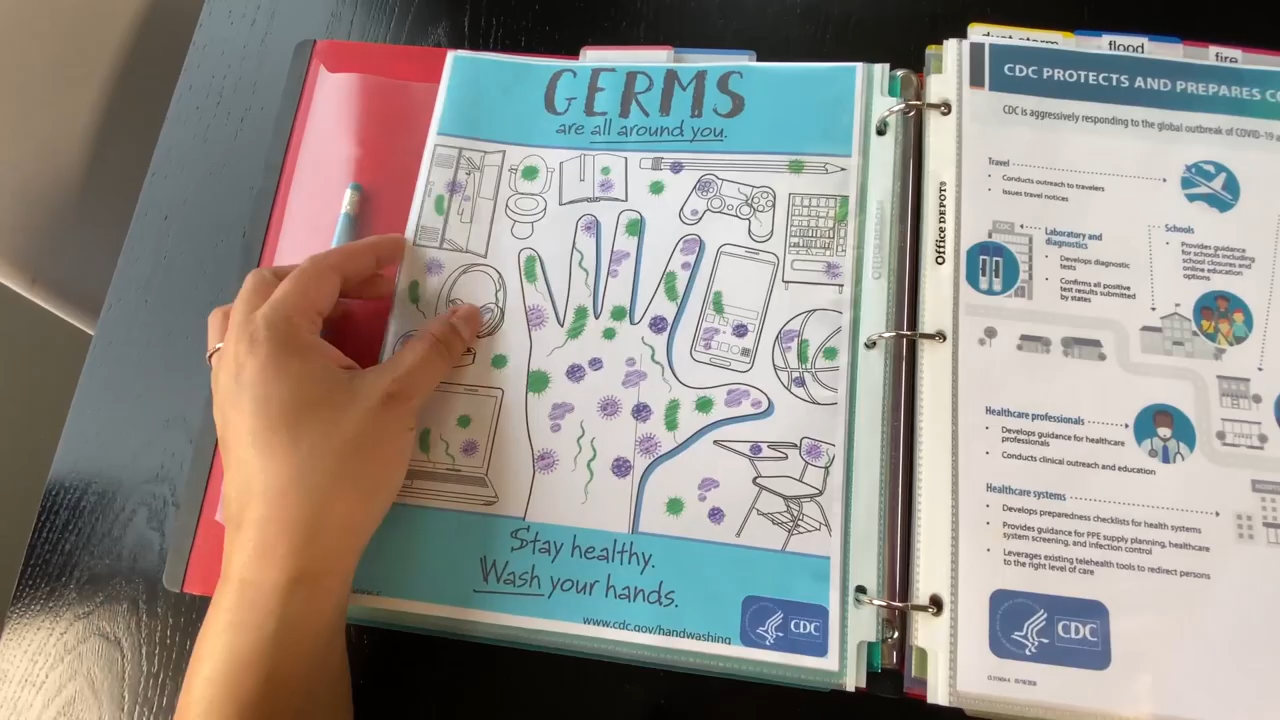 GERMS
are all around you.
Stay healthy.
Wash your hands.
www.cdc.gov/handwashing
CDC
Office DEPOT®
Office DEPOT®
dust storm
flood
fire
CDC PROTECTS AND PREPARES
CDC is aggressively responding to the global outbreak of COVID-19
Travel
• Conducts outreach to travelers
• Issues travel notices
CDC
Laboratory and
diagnostics
• Develops diagnostic
tests
• Confirms all positive
test results submitted
by states
Schools
• Provides guidance
for schools including
school closures and
online education
options
Healthcare professionals
• Develops guidance for healthcare
professionals
• Conducts clinical outreach and education
Healthcare systems
• Develops preparedness checklists for health systems
• Provides guidance for PPE supply planning, healthcare
system screening, and infection control
• Leverages existing telehealth tools to redirect persons
to the right level of care
CDC